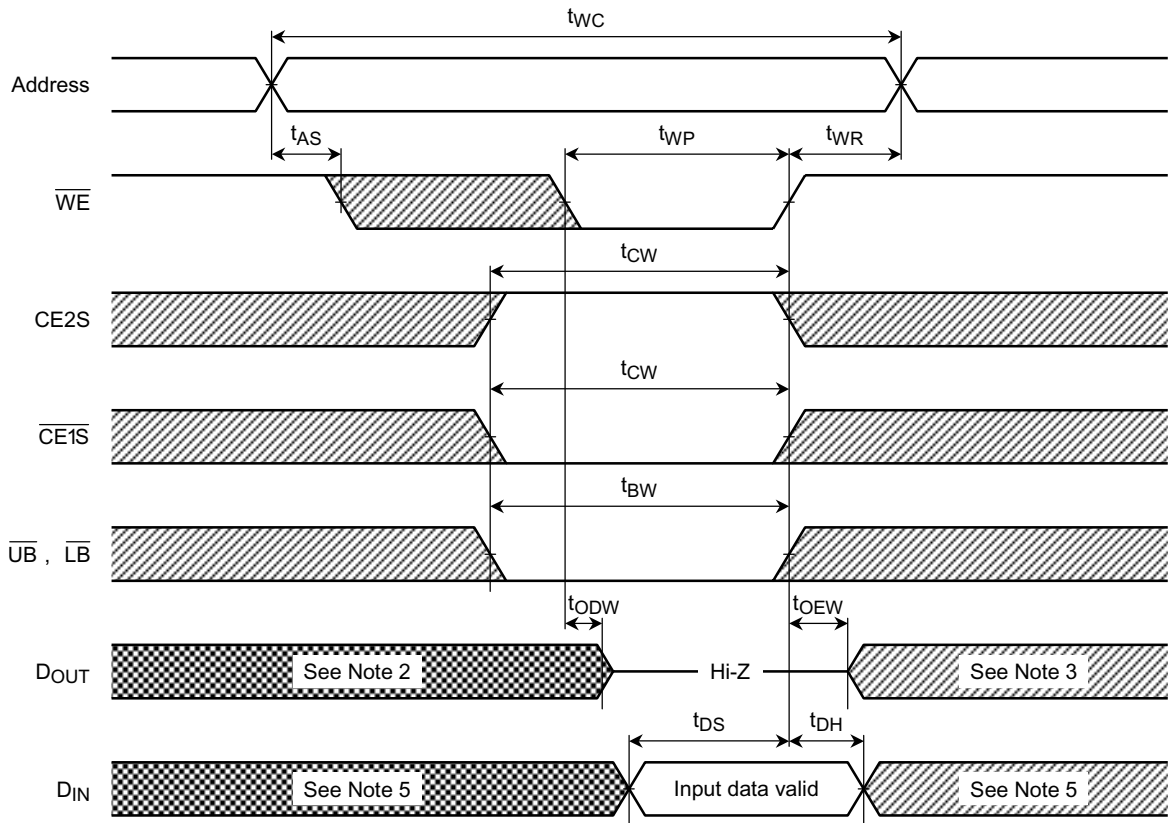 tWC
Address
tAS
tWP
tWR
WE
tCW
CE2S
tCW
CE1S
tBW
UB , LB
tODW
tOEW
DOUT
See Note 2
Hi-Z
See Note 3
tDS
tDH
DIN
See Note 5
Input data valid
See Note 5